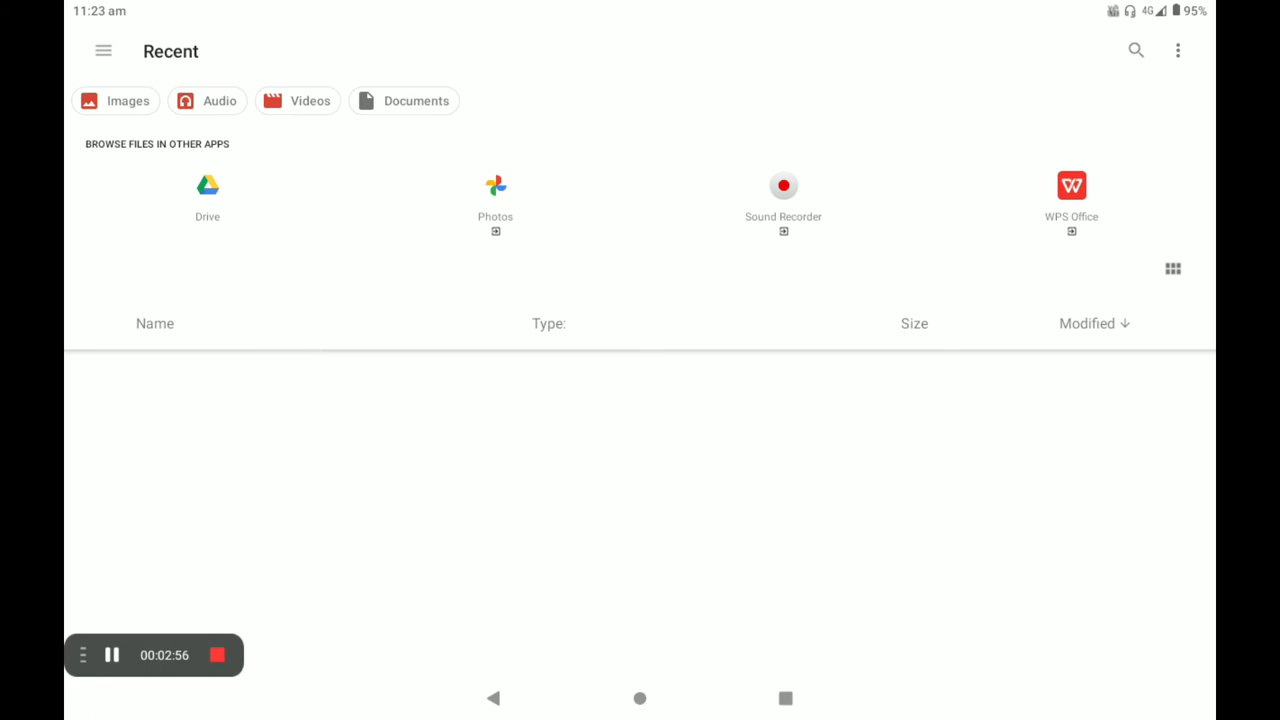 11:23 am
4G 95%
Recent
Images Audio Videos Documents
BROWSE FILES IN OTHER APPS
Drive Photos Sound Recorder WPS Office
Name Type: Size Modified
00:02:56